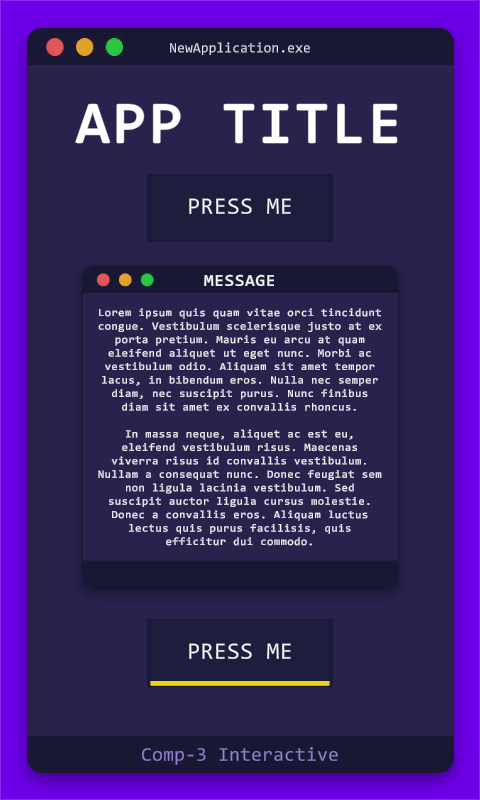 NewApplication.exe
APP TITLE
PRESS ME
MESSAGE
Lorem ipsum quis quam vitae orci tincidunt
congue. Vestibulum scelerisque justo at ex
porta pretium. Mauris eu arcu at quam
eleifend aliquet ut eget nunc. Morbi ac
vestibulum odio. Aliquam sit amet tempor
lacus, in bibendum eros. Nulla nec semper
diam, nec suscipit purus. Nunc finibus
diam sit amet ex convallis rhoncus.
In massa neque, aliquet ac est eu,
eleifend vestibulum risus. Maecenas
viverra risus id convallis vestibulum.
Nullam a consequat nunc. Donec feugiat sem
non ligula lacinia vestibulum. Sed
suscipit auctor ligula cursus molestie.
Donec a convallis eros. Aliquam luctus
lectus quis purus facilisis, quis
efficitur dui commodo.
PRESS ME
Comp-3 Interactive